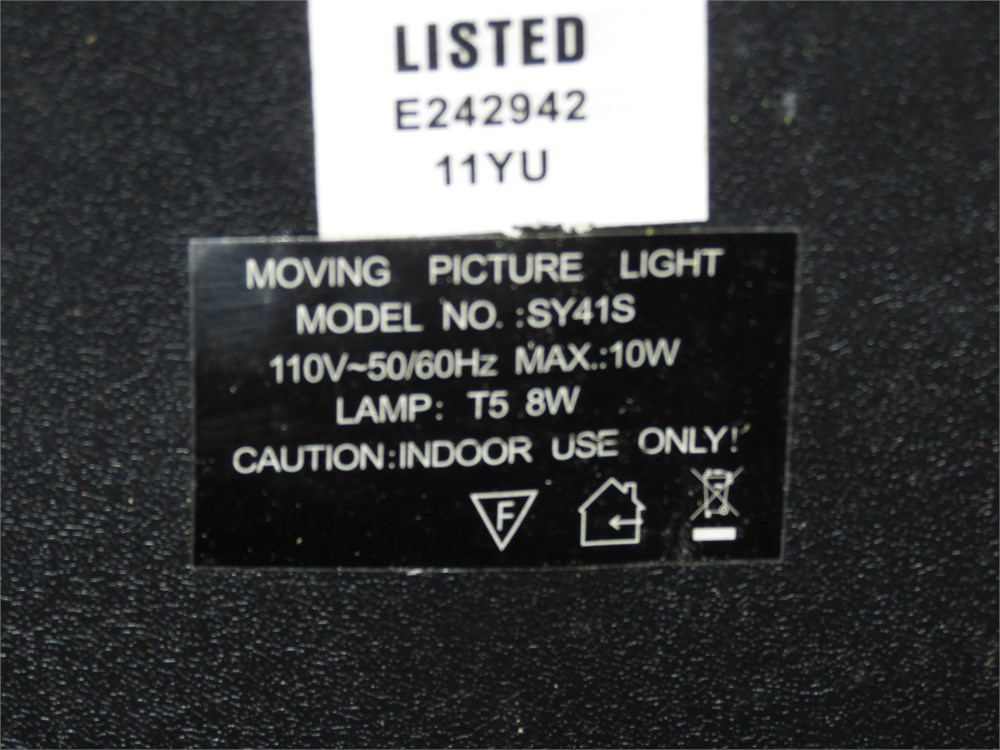 LISTED
E242942
11YU
MOVING PICTURE LIGHT
MODEL NO. :SY41S
110V~50/60Hz MAX.:10W
LAMP: T5 8W
CAUTION:INDOOR USE ONLY!
F